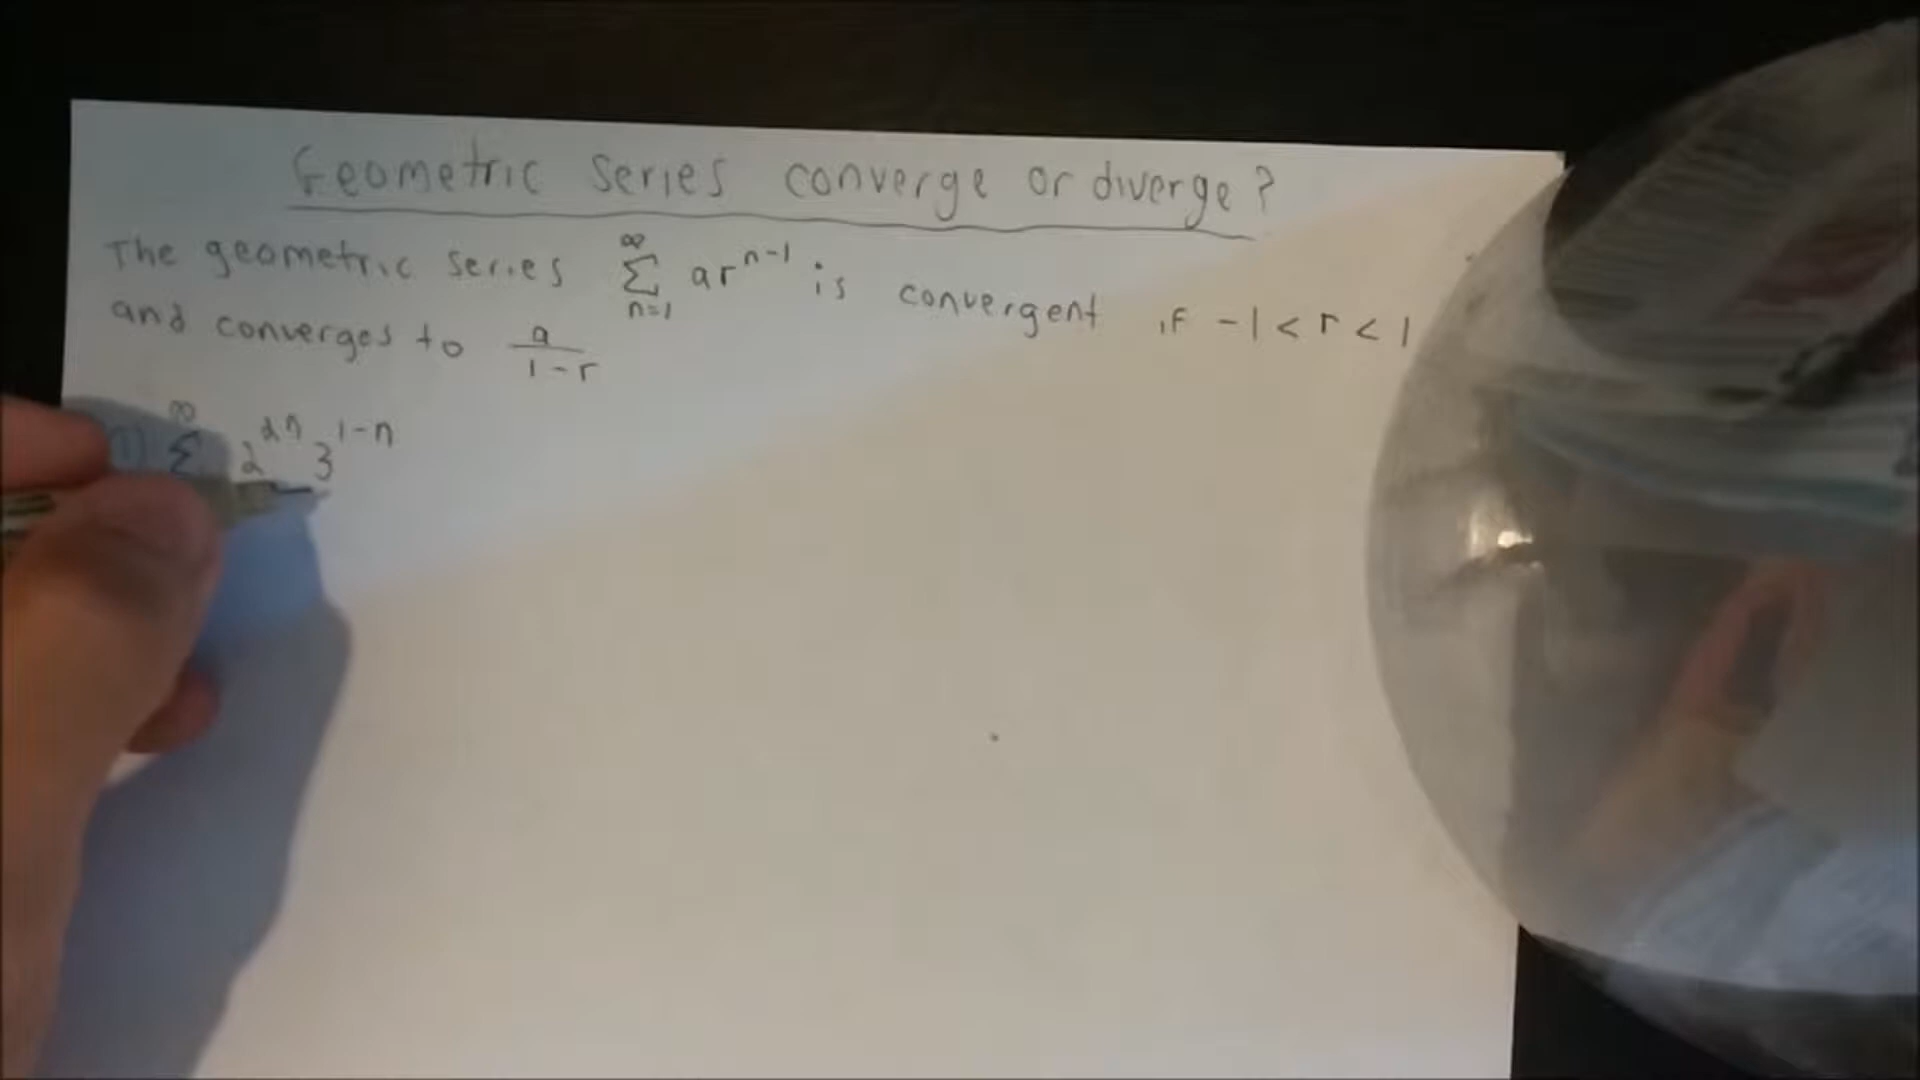 Geometric series converge or diverge?
The geometric series ∞ Σ n=1 ar^(n-1) is convergent if -1 < r < 1
and converges to a/(1-r)
1) ∞ Σ 2^(2n) 3^(1-n)